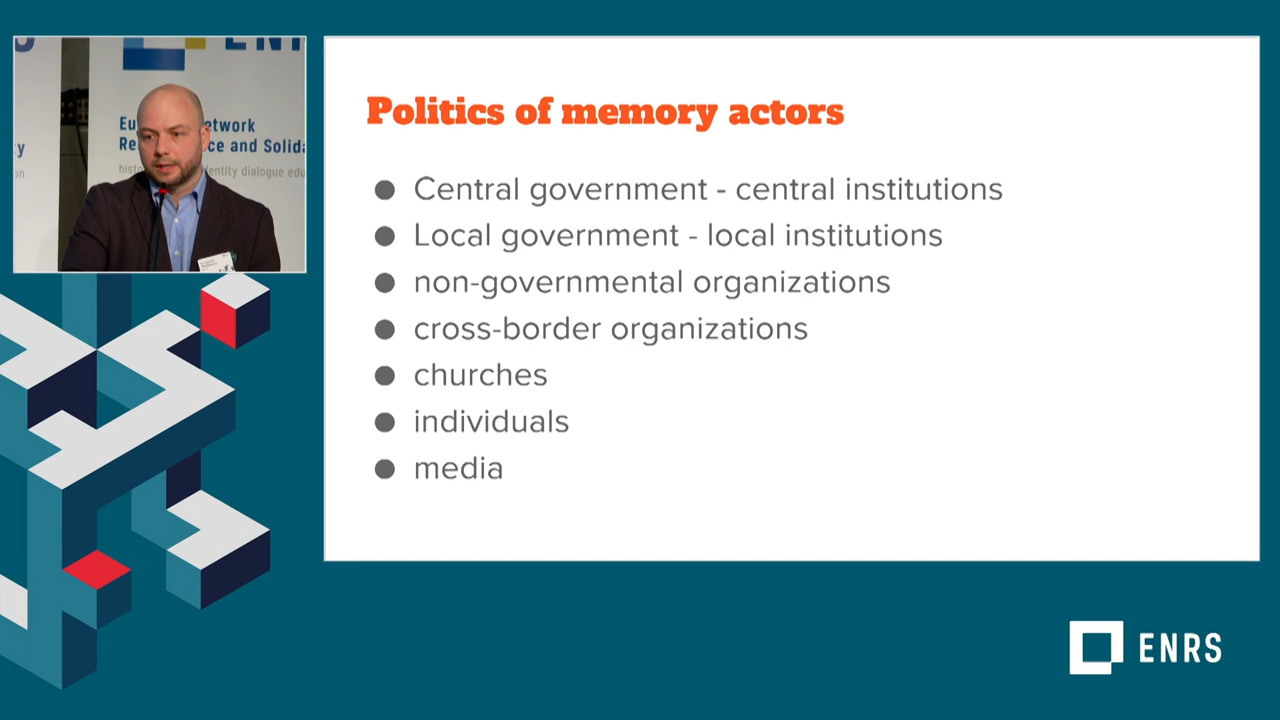 ENRS
Politics of memory actors
Central government - central institutions
Local government - local institutions
non-governmental organizations
cross-border organizations
churches
individuals
media
ENRS